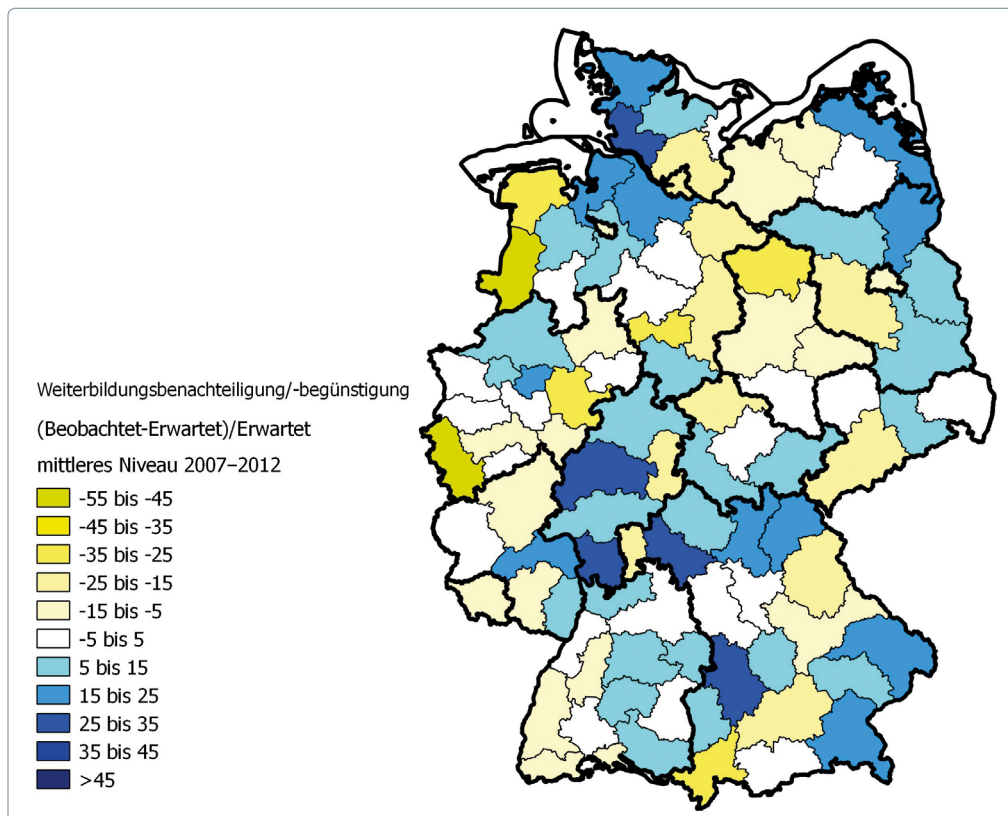 Weiterbildungsbenachteiligung/-begünstigung
(Beobachtet-Erwartet)/Erwartet
mittleres Niveau 2007–2012
-55 bis -45
-45 bis -35
-35 bis -25
-25 bis -15
-15 bis -5
-5 bis 5
5 bis 15
15 bis 25
25 bis 35
35 bis 45
>45